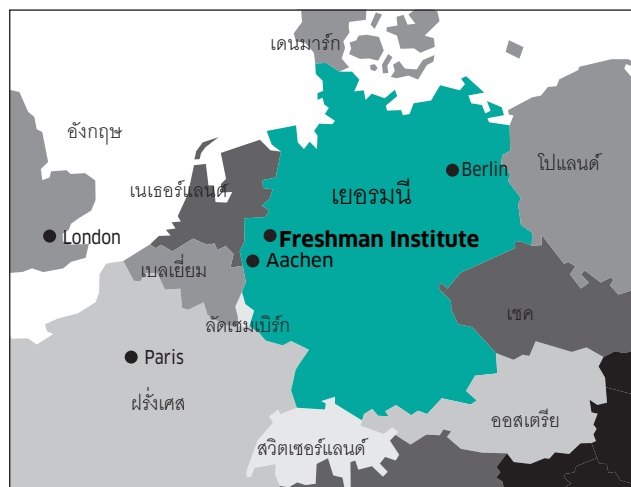 เดนมาร์ก
อังกฤษ
โปแลนด์
Berlin
เนเธอร์แลนด์
เยอรมนี
London
Freshman Institute
Aachen
เบลเยี่ยม
เชค
ลัดเซมเบิร์ก
Paris
ฝรั่งเศส
ออสเตรีย
สวิตเซอร์แลนด์